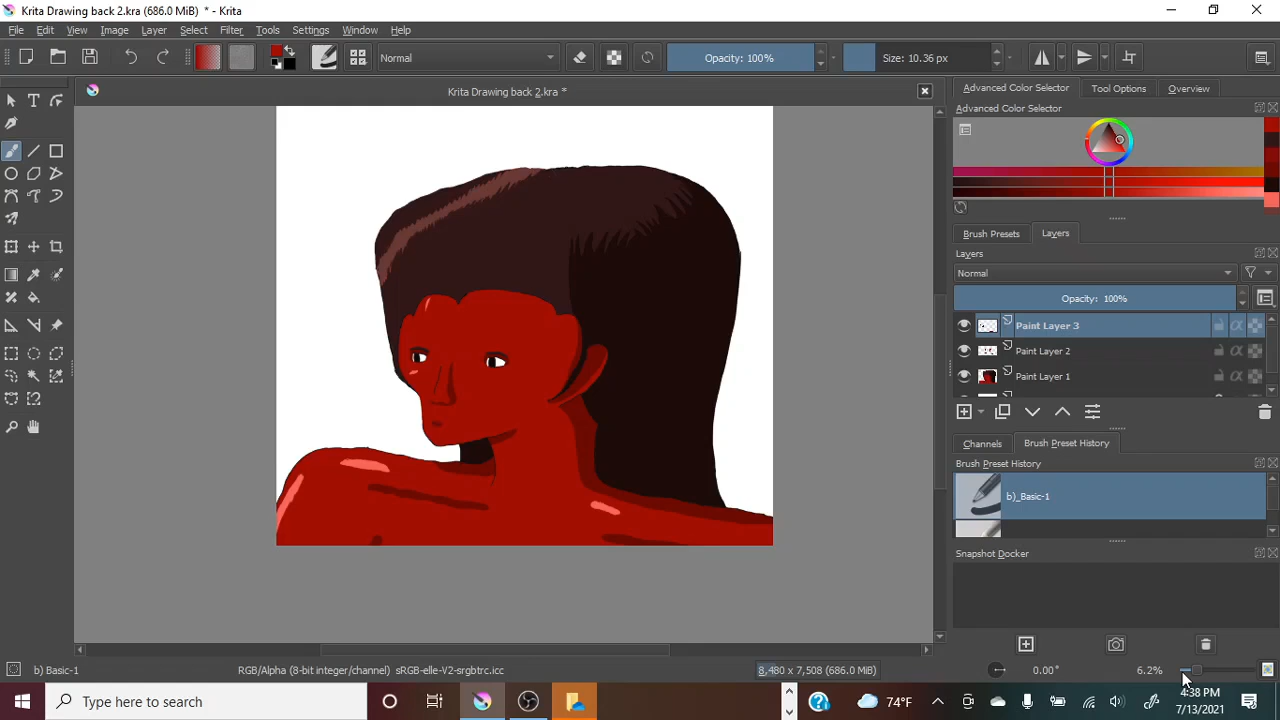 Krita Drawing back 2.kra (686.0 MiB) * - Krita
File Edit View Image Layer Select Filter Tools Settings Window Help
Normal Opacity: 100% Size: 10.36 px
Krita Drawing back 2.kra *
Advanced Color Selector Tool Options Overview
Advanced Color Selector
Brush Presets Layers
Layers
Normal
Opacity: 100%
Paint Layer 3
Paint Layer 2
Paint Layer 1
Channels Brush Preset History
Brush Preset History
b)_Basic-1
Snapshot Docker
b) Basic-1 RGB/Alpha (8-bit integer/channel) sRGB-elle-V2-srgbtrc.icc 8,480 x 7,508 (686.0 MiB) 0.00° 6.2%
Type here to search 74°F 4:38 PM
7/13/2021